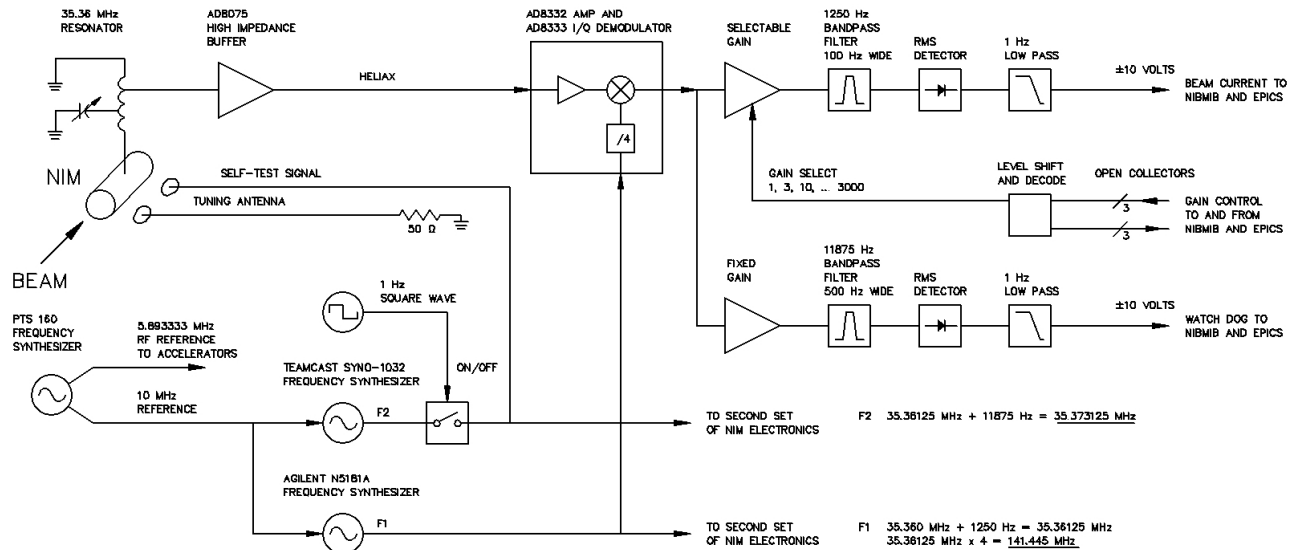 35.36 MHz
RESONATOR
AD8075
HIGH IMPEDANCE
BUFFER
HELIAX
AD8332 AMP AND
AD8333 I/Q DEMODULATOR
/4
SELECTABLE
GAIN
1250 Hz
BANDPASS
FILTER
100 Hz WIDE
RMS
DETECTOR
1 Hz
LOW PASS
±10 VOLTS
BEAM CURRENT TO
NIBMIB AND EPICS
NIM
BEAM
SELF-TEST SIGNAL
TUNING ANTENNA
50 Ω
GAIN SELECT
1, 3, 10, ... 3000
LEVEL SHIFT
AND DECODE
OPEN COLLECTORS
3
3
GAIN CONTROL
TO AND FROM
NIBMIB AND EPICS
FIXED
GAIN
11875 Hz
BANDPASS
FILTER
500 Hz WIDE
RMS
DETECTOR
1 Hz
LOW PASS
±10 VOLTS
WATCH DOG TO
NIBMIB AND EPICS
1 Hz
SQUARE WAVE
PTS 160
FREQUENCY
SYNTHESIZER
5.893333 MHz
RF REFERENCE
TO ACCELERATORS
10 MHz
REFERENCE
TEAMCAST SYNO-1032
FREQUENCY SYNTHESIZER
F2
ON/OFF
TO SECOND SET
OF NIM ELECTRONICS
F2 35.36125 MHz + 11875 Hz = 35.373125 MHz
AGILENT N5181A
FREQUENCY SYNTHESIZER
F1
TO SECOND SET
OF NIM ELECTRONICS
F1 35.360 MHz + 1250 Hz = 35.36125 MHz
35.36125 MHz x 4 = 141.445 MHz